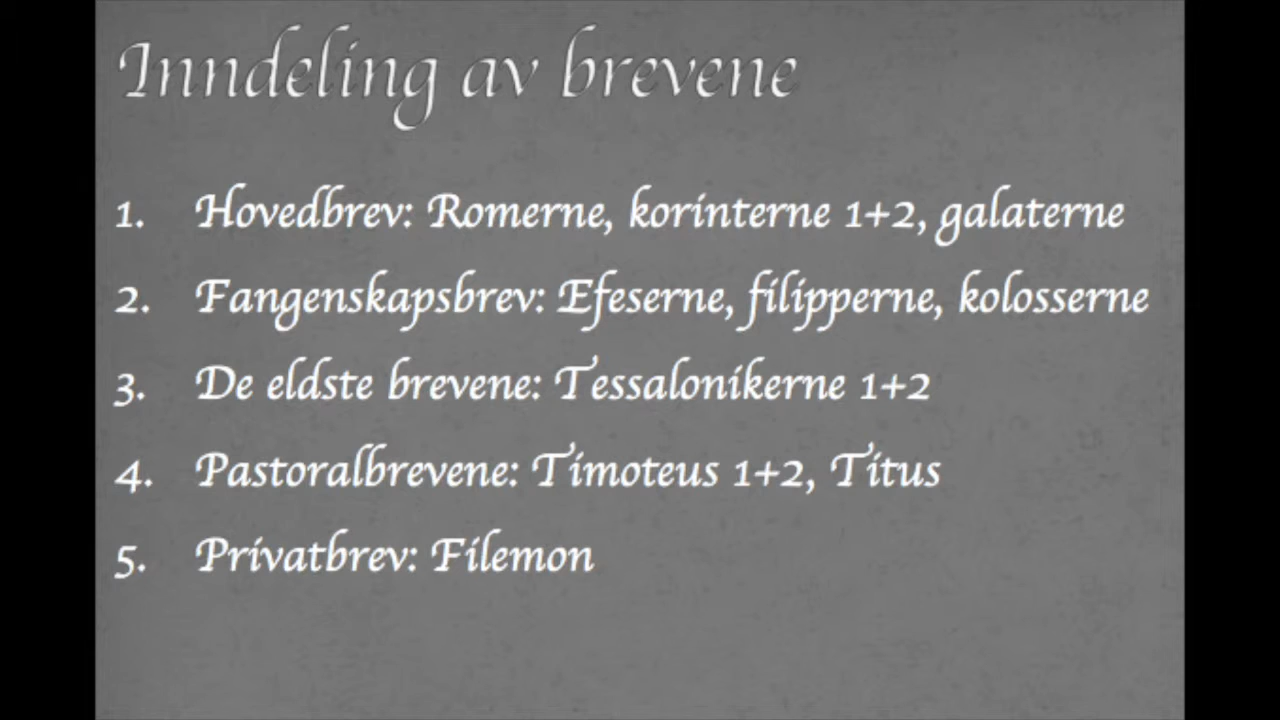 Inndeling av brevene
1. Hovedbrev: Romerne, korinterne 1+2, galaterne
2. Fangenskapsbrev: Efeserne, filipperne, kolosserne
3. De eldste brevene: Tessalonikerne 1+2
4. Pastoralbrevene: Timoteus 1+2, Titus
5. Privatbrev: Filemon